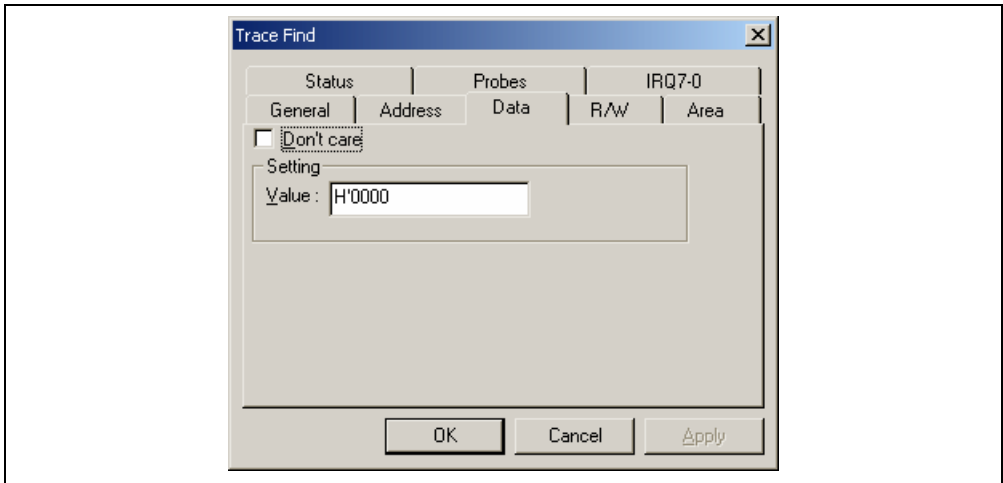 Trace Find
Status Probes IRQ7-0
General Address Data R/W Area
Don't care
Setting
Value : H'0000
OK Cancel Apply